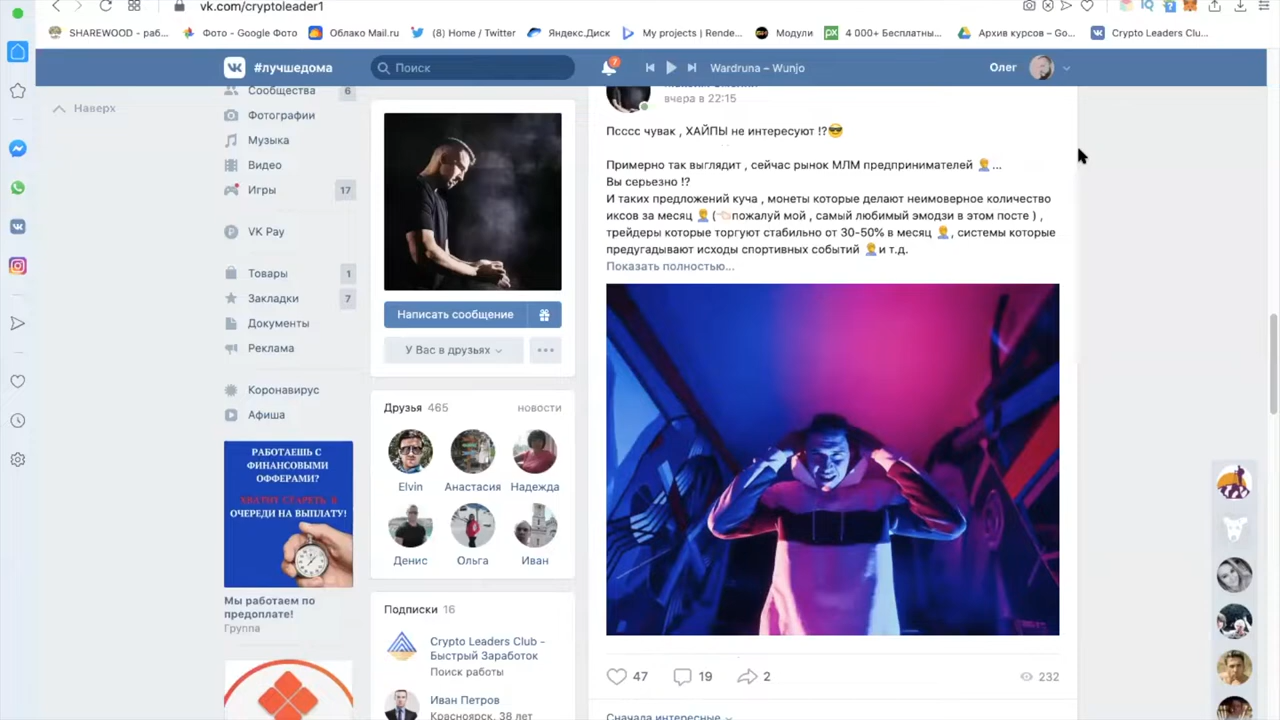 vk.com/cryptoleader1
SHAREWOOD - раб...
Фото - Google Фото
Облако Mail.ru
(8) Home / Twitter
Яндекс.Диск
My projects | Rende...
Модули
4 000+ Бесплатны...
Архив курсов – Go...
Crypto Leaders Clu...
#лучшедома
Поиск
7
Wardruna – Wunjo
Олег
Наверх
Сообщества 6
Фотографии
Музыка
Видео
Игры 17
VK Pay
Товары 1
Закладки 7
Документы
Реклама
Коронавирус
Афиша
РАБОТАЕШЬ С
ФИНАНСОВЫМИ
ОФФЕРАМИ?
ХВАТИТ СТАРЕТЬ В
ОЧЕРЕДИ НА ВЫПЛАТУ!
Мы работаем по
предоплате!
Группа
Написать сообщение
У Вас в друзьях
Друзья 465
новости
Elvin Анастасия Надежда
Денис Ольга Иван
Подписки 16
Crypto Leaders Club -
Быстрый Заработок
Поиск работы
Иван Петров
Красноярск, 38 лет
вчера в 22:15
Псссс чувак , ХАЙПЫ не интересуют !?😎
Примерно так выглядит , сейчас рынок МЛМ предпринимателей 🤦...
Вы серьезно !?
И таких предложений куча , монеты которые делают неимоверное количество
иксов за месяц 🤦 (👈🏻пожалуй мой , самый любимый эмодзи в этом посте ) ,
трейдеры которые торгуют стабильно от 30-50% в месяц 🤦, системы которые
предугадывают исходы спортивных событий 🤦и т.д.
Показать полностью...
47 19 2 232
Сначала интересные